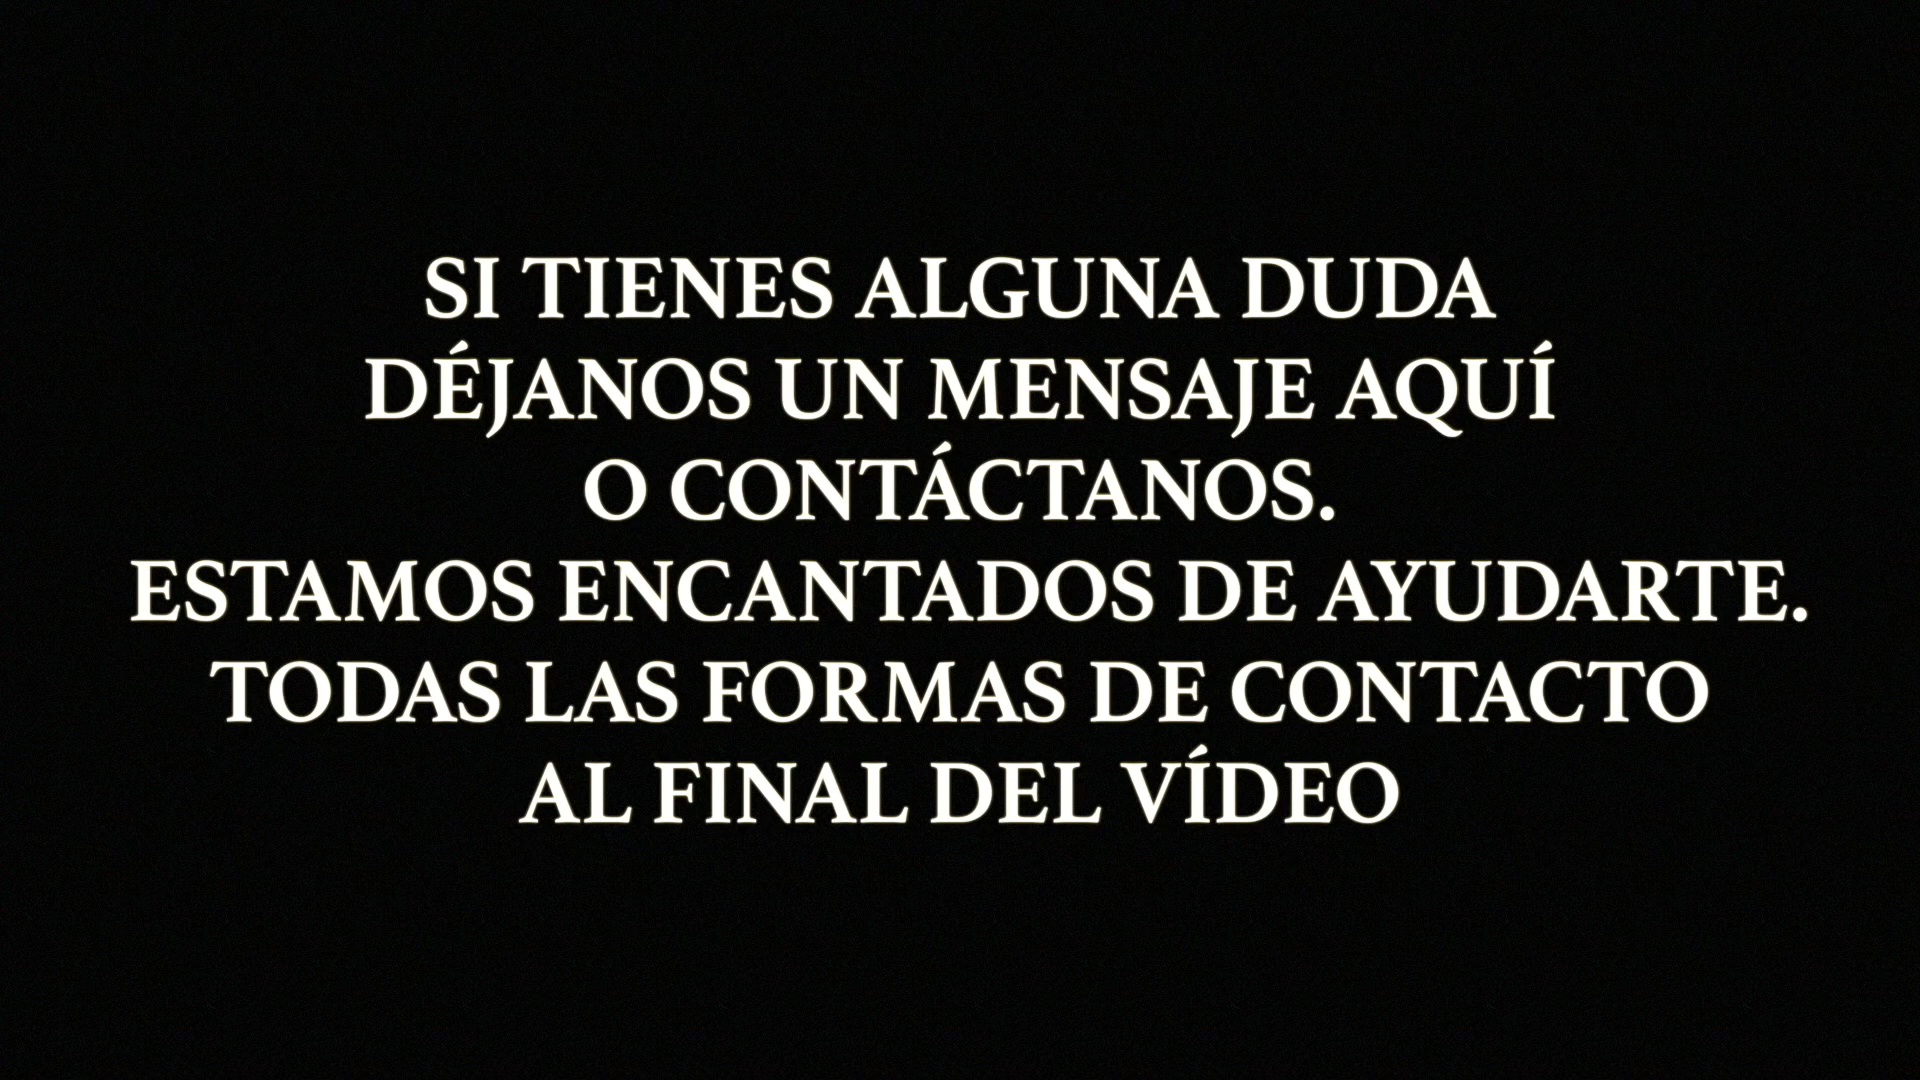 SI TIENES ALGUNA DUDA
DÉJANOS UN MENSAJE AQUÍ
O CONTÁCTANOS.
ESTAMOS ENCANTADOS DE AYUDARTE.
TODAS LAS FORMAS DE CONTACTO
AL FINAL DEL VÍDEO